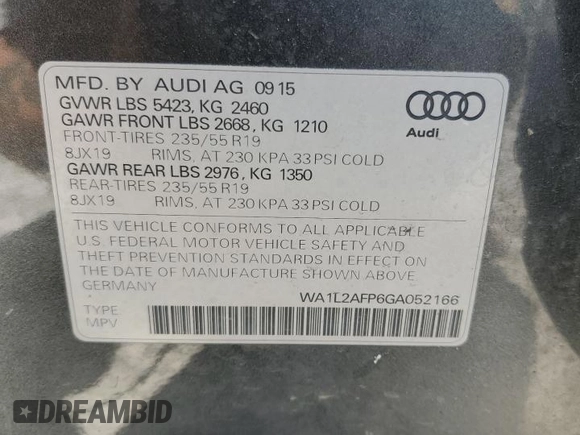 MFD. BY AUDI AG 09 15
GVWR LBS 5423, KG 2460
GAWR FRONT LBS 2668, KG 1210
FRONT-TIRES 235/55 R19
8JX19 RIMS, AT 230 KPA 33 PSI COLD
GAWR REAR LBS 2976, KG 1350
REAR-TIRES 235/55 R19
8JX19 RIMS, AT 230 KPA 33 PSI COLD
Audi
THIS VEHICLE CONFORMS TO ALL APPLICABLE
U.S. FEDERAL MOTOR VEHICLE SAFETY AND
THEFT PREVENTION STANDARDS IN EFFECT ON
THE DATE OF MANUFACTURE SHOWN ABOVE.
GERMANY
WA1L2AFP6GA052166
TYPE
MPV
DREAMBID